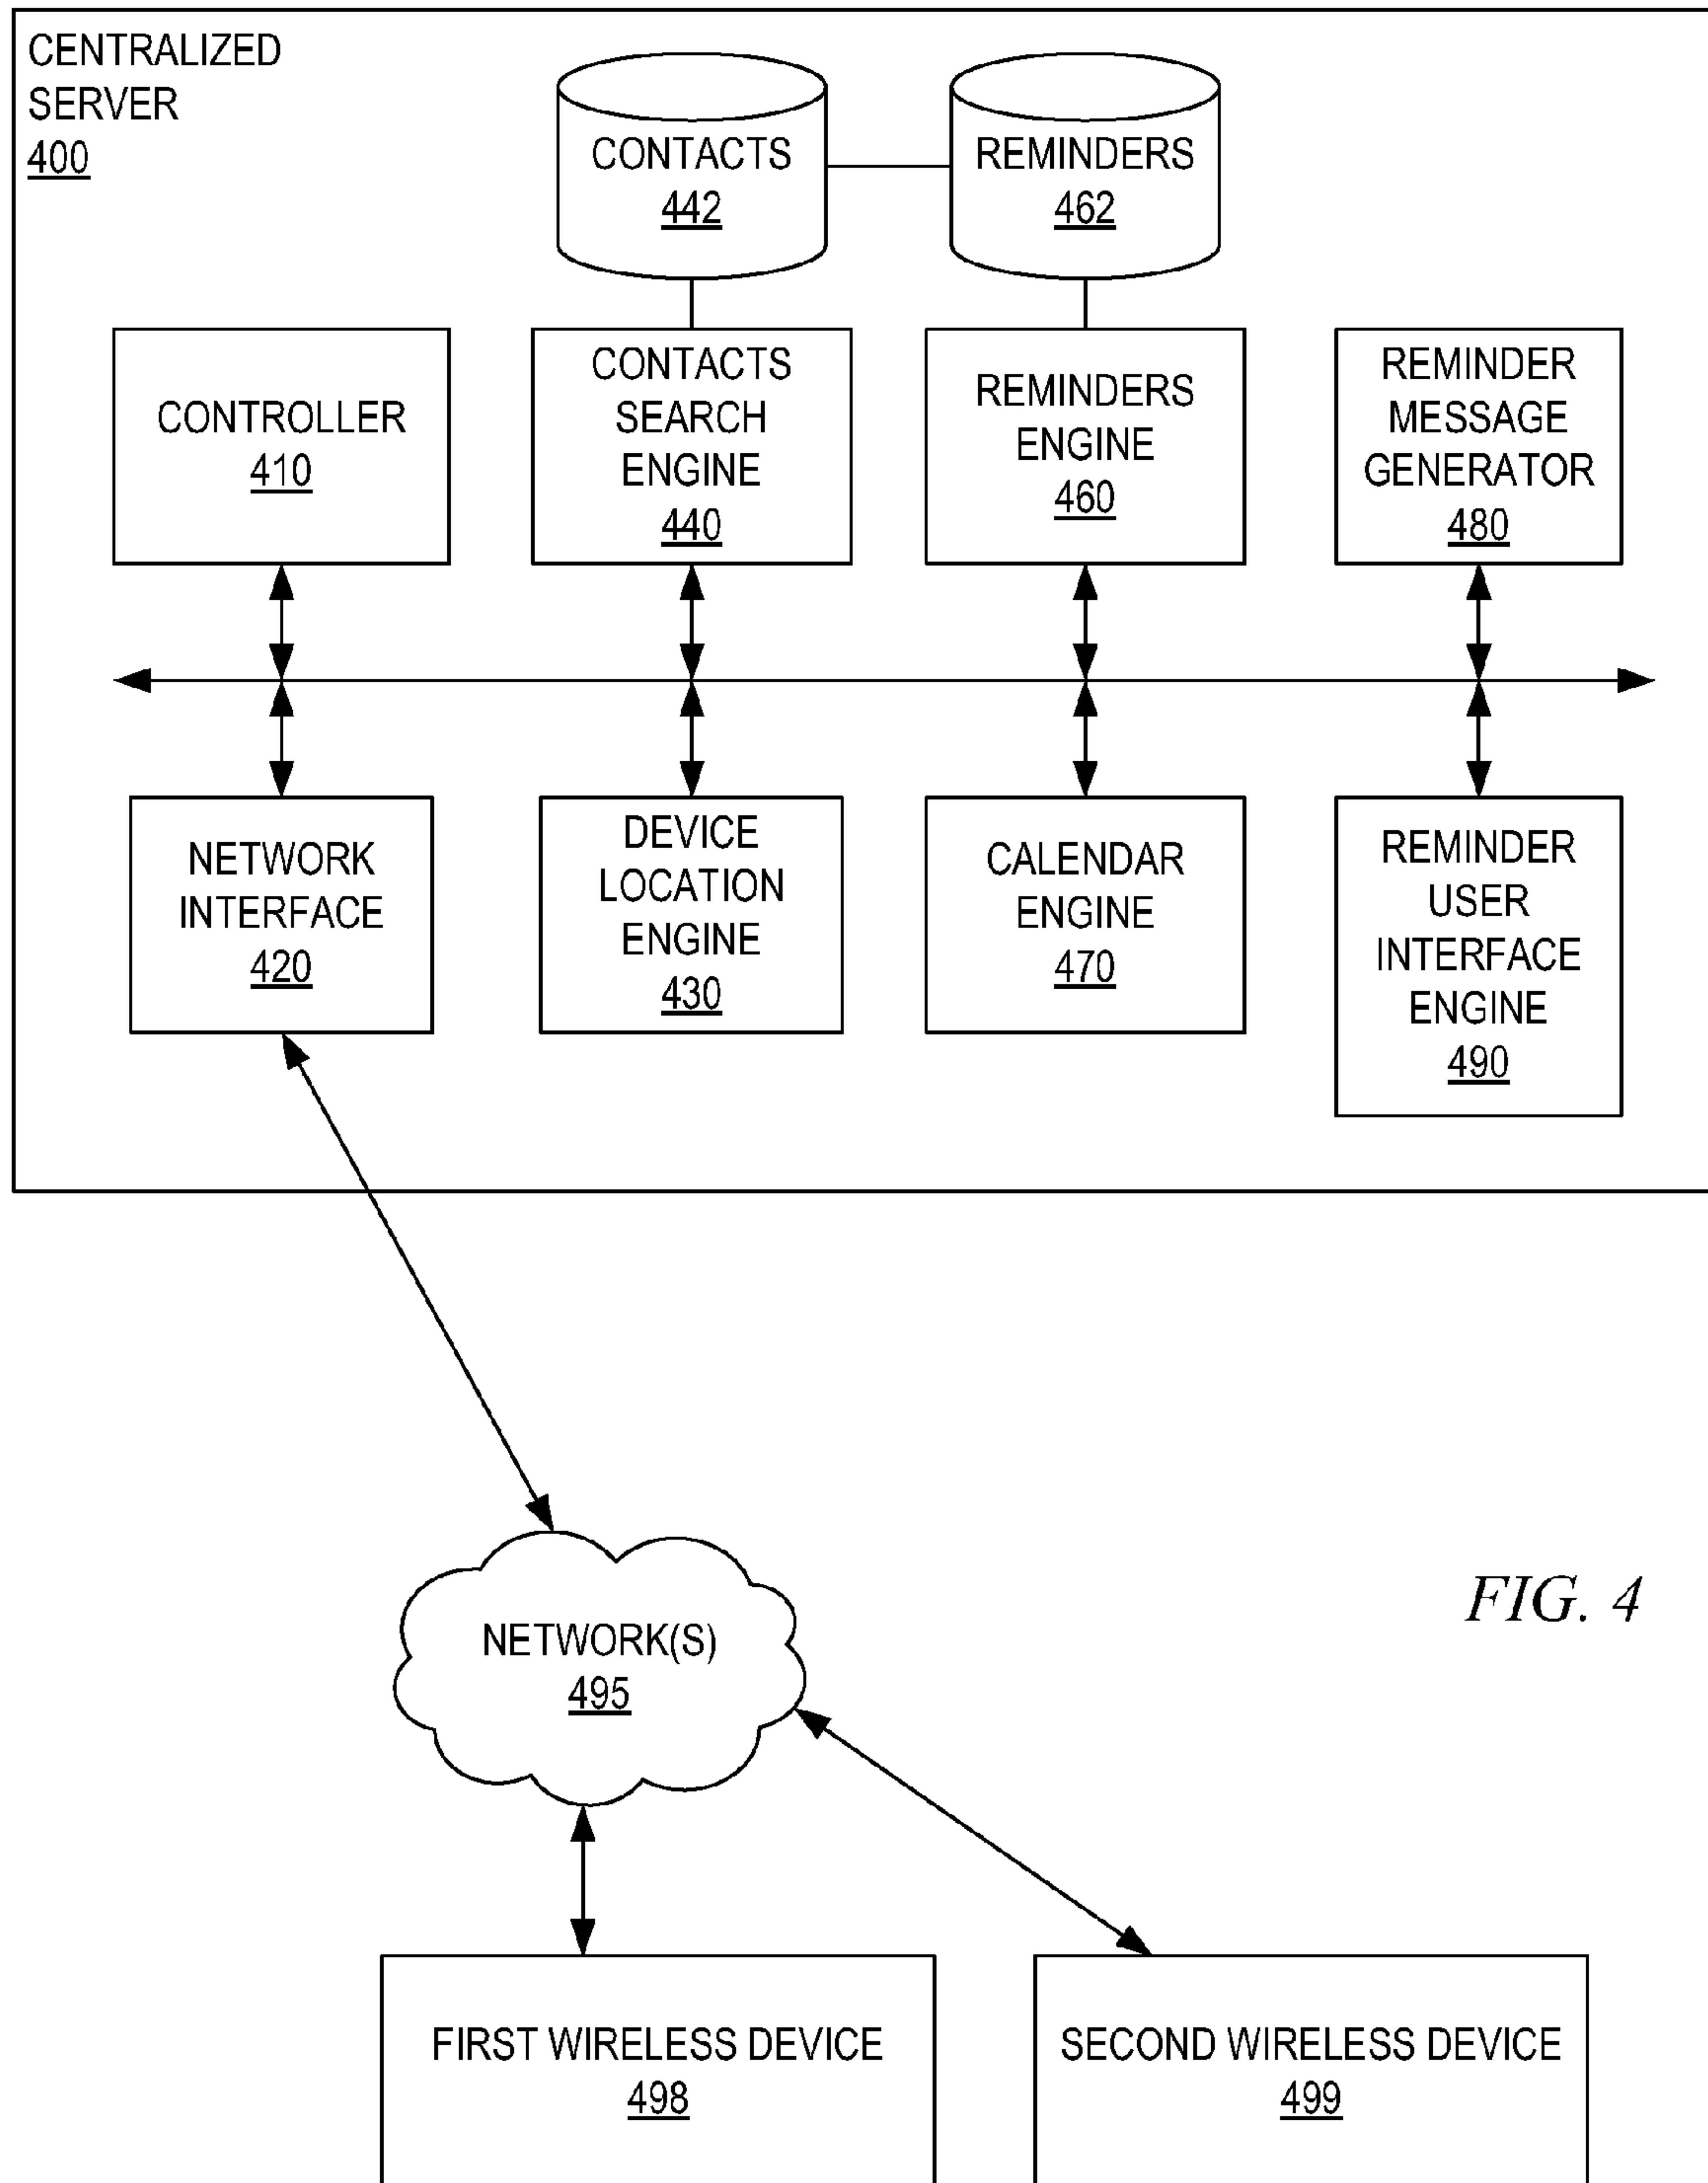 CENTRALIZED
SERVER
400
CONTACTS
442
REMINDERS
462
CONTROLLER
410
CONTACTS
SEARCH
ENGINE
440
REMINDERS
ENGINE
460
REMINDER
MESSAGE
GENERATOR
480
NETWORK
INTERFACE
420
DEVICE
LOCATION
ENGINE
430
CALENDAR
ENGINE
470
REMINDER
USER
INTERFACE
ENGINE
490
NETWORK(S)
495
FIG. 4
FIRST WIRELESS DEVICE
498
SECOND WIRELESS DEVICE
499